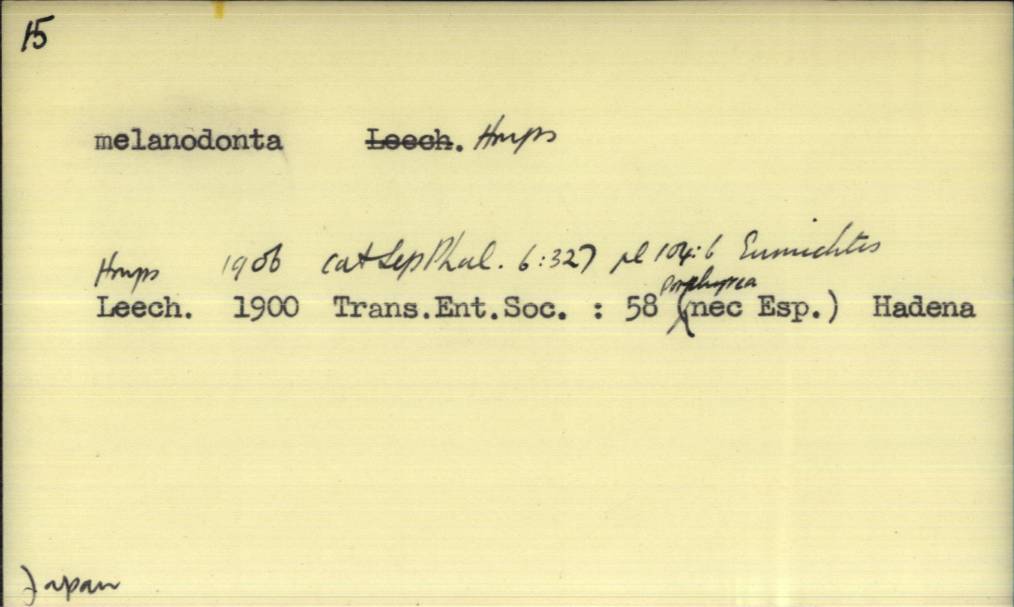 15
melanodonta Leech. Hmps
Hmps 1906 Cat Lep Phal. 6:327 pl 104:6 Eumichtis
porphyrea
Leech. 1900 Trans.Ent.Soc. : 58 (nec Esp.) Hadena
Japan